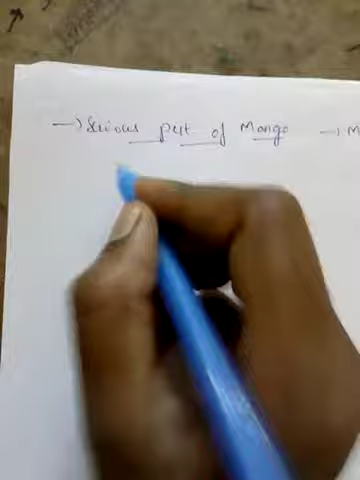 → Serious pest of Mango → M